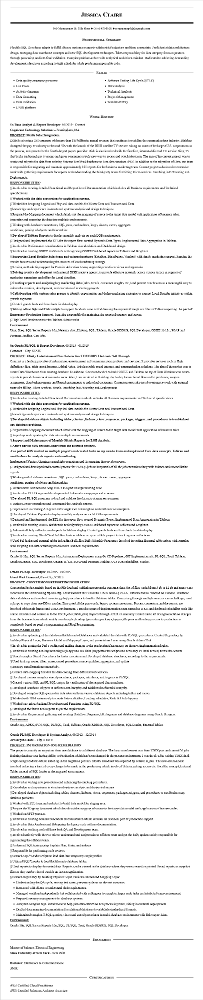 Jessica Claire
100 Montgomery St. 10th Floor ♦ (555) 432-1000 ♦ resumesample@example.com
Professional Summary
Flexible SQL Developer adapts to fulfill diverse customer requests within strict budgetary and time constraints. Proficient at data architecture
design, emerging data warehouse concepts and new SQL development techniques. Takes responsibility for data integrity from acquisition
through processing and into final validation. Complex problem-solver with analytical and driven mindset. Dedicated to achieving demanding
development objectives according to tight schedules while producing impeccable code.
Skills
• Data quality assurance processes
• Use Cases
• Activity diagrams
• Data formatting
• Data validation
• UNIX platform
• Software Testing Life Cycle (STLC)
• Data analysis
• Technical Analysis
• Project Management
• Teradata BTEQ
Work History
Sr. Data Analyst & Report Developer, 01/2019 - Current
Cognizant Technology Solutions – Framingham, MA
PROJECT: Media Sales Integration.
DISH is a Fortune 250 company with more than $13 billion in annual revenue that continues to redefine the communications industry. Dish has
disrupted the pay-tv industry in the mid-90s with the launch of the DISH satellite TV service, taking on some of the largest U.S. corporations in
the process, and grew to be the fourth-largest pay-tv provider. Dish is also involved with the first live, internet-delivered TV service Sling TV
that bucks traditional pay-tv norms and gives consumers a truly new way to access and watch television. The aim of the current project was to
create and migrate the data from existing Netezza Test/Prod databases to Tera data structure AWS. In addition to the migration of Data, our team
is responsible for migrating and maintain approximately 120 reports for the business marketing team. Current projects also involve extensive
work with gathering requirements for reports and understanding the third-party teams for billing Micro services. Involving in E2E testing and
Deployments.
RESPONSIBILITIES:
§ Involved in creating detailed Functional and Report Level Documentation which includes all Business requirements and Technical
specifications.
§ Worked with the data conversions by application screens.
§ Worked for designing Logical and Physical data models for Master Data and Transactional Data.
§ knowledge and experience in structured systems analysis and design techniques.
§ Prepared the Mapping document which details out the mapping of source to the target data model with application of business rules.
Importing and exporting the data into multiple environments.
§ Working with database connections, SQL joins, cardinalities, loops, aliases, views, aggregate
conditions, parsing of objects and hierarchies.
§ Developed Tableau Reports to display monthly analysis on each LOB requirements.
§ Designed and Implemented the ETL for the report flow, created Dynamic Types, Implemented Data Aggregation in Tableau.
§ Involved in Performance considerations in Tableau via calculation and Dashboard design.
§ Involved in creating OBIEE dashboards and migrating OBIEE Dashboard reports to Tableau and Graphana
§ Supporting Local Retailer Sales team and external partners (Retailers, Distributors, Vendors) with timely marketing support, learning the
retailer business and understanding the nuances of local marketing strategy.
§ Serving as Marketing support for Premier Advertiser teams, supporting creative reviews and approvals.
§ Driving creative development with internal DISH creative agency, to provide effective materials across various tactics in support of
marketing campaigns and offers for Local Retailers.
§ Creating reports and analyzing key marketing data (sales, trends, consumer insights, etc.) and present conclusions in a meaningful way to
inform the creation, development, and execution of marketing projects
§ Collaborating with various sales groups to identify opportunities and define marketing strategies to support Local Retailer initiatives within
growth segments
§ Created grant charts and box charts for data display.
§ Writing adhoc Sqls and Unix scripts to support Incidents soon and addressing the requests through csv files or Tableau reporting. As part of
Emergency Production Support, I am also responsible for maintaining the reports frequency and access.
§ High Level Involvement in the Tableau Admin tasks
Environment
Unix, Dreg, SQL Server Reports 10g, Netezza, Aws, Hadoop, SQL, Tableau, Oracle RDBMS, SQL Developer, OBIEE 11/12c, SOAP and
Postman, Jenkins, Con Jobs.
Sr. Oracle PL/SQL & Report Developer, 09/2015 - 01/2019
Comcast – City, STATE
PROJECT: Xfinity Entertainment Pass /Interactive TV/VOD/IV Electronic Sell Through
Comcast is a leading provider of information, entertainment and communication products and services. It provides services such as High-
definition video, High-speed internet, Digital Voice, Wireless High-speed Internet, and communication solutions. The aim of the project was to
create Data Warehouse from existing database. In addition, Comcast decided to build OBIEE and Tableau on top of Data Warehouse to create
reports to provide business decisions to users. Also, I am involved in Building day to day transactional flow on the purchases, coupon
assignment, fraud enhancements and Rental assignments to individual customers. Current projects also involve extensive work with external
teams for billing, Micro services, Oracle. Involving in E2E testing and Deployments
RESPONSIBILITIES:
§ Involved in creating detailed Functional Documentation which includes all Business requirements and Technical specifications
§ Worked with the data conversions by application screens.
§ Worked for designing Logical and Physical data models for Master Data and Transactional Data.
§ knowledge and experience in structured systems analysis and design techniques.
§ Developed database objects including tables, clusters, Indexes, views, sequences, packages, triggers, and procedures to troubleshoot
any database problems.
§ Prepared the Mapping document which details out the mapping of source to the target data model with application of business rules.
§ Importing and exporting the data into multiple environments.
§ Support and Maintenance of Monthly Metric Reports for LOB Analysis.
§ Active part in 4DX projects, apart from the assigned projects.
As a part of 4DX worked on multiple projects and created tasks on my own to learn and implement Core Java concepts, Tableau and
use Grafana for analysis reports and monitoring.
Implemented Nagios Alarming on multiple operations and Automating the recycle process.
§ Designed and developed audit control process for PL/SQL jobs to keep track of all the job execution along with balance and reconciliation
reports.
§ Working with database connections, SQL joins, cardinalities, loops, aliases, views, aggregate
conditions, parsing of objects and hierarchies.
§ Worked with Postman and Soap URL's as a part of implementing code.
§ Involved in ETL Design and development of Informatica mappings and sessions.
§ Developed PL/SQL programs to load and validate the data into staging environment
§ Tuning Legacy operations and Automated the Analysis reports.
§ Experienced in creating AD queue with single user consumption and multiuser consumption.
§ Developed Tableau Reports to display monthly analysis on each LOB requirements
§ Designed and Implemented the ETL for the report flow, created Dynamic Types, Implemented Data Aggregation in Tableau.
§ Involved in creating OBIEE dashboards and migrating OBIEE Dashboard reports to Tableau and Graphana.
§ Automated Daily outlook email reports to Tableau display. Created grant charts and box charts for data display.
§ Involved in creating Word Cloud bubble charts in tableau as a part of 4dx project to track a game in the team.
§ Used Sql loader and external tables in loading Bulk files Daily/Monthly Frequency. Involved in writing External table scripts with complex
shell scripting and data scrubbing based on the Business requirements.
Environment
Oracle 11/12g, SQL Server Reports 10g, Automation Deployment using Go CD Pipelines, GIT Implementation's, PL/SQL, Toad, Tableau,
Oracle RDBMS, SQL Developer, OBIEE 11/12c, SOAP and Postman, Jenkins, UC4 JOB scheduling, Nagios.
Oracle PL/SQL Developer, 01/2015 - 09/2015
Great West Financial, Co – City, STATE
PROJECT: CONVERSIONS/REPORTING/MIGRATION
Conversion Project mainly based on the File load and validations run on the customer data. Set of files varied from 3 gb to 32 gb and more were
received to the servers using ftp and sftp. Tools used for the Files load, UNIX and SQLPLUS, External tables. Worked on Finance, Insurance
data validations and involved in writing plsql procedures to load to Database tables. Connecting through multiple sources was a challenge, used
sqlcopy to copy from one DB to another. Encrypted all the passwords, legacy system corrections. Process connection and the reports are
involved with Main frames and UNIX environment. I am also a part of implementation team named as ITSM and designed scheduling tools like
oracle scheduler and control m to the UNIX jobs (Batch jobs) Reports through APEX or manually created had a lot of implementation changes
from the business team which widely involves plsql coding (procedure,packages,triggers) Reports and loading process to production is
completely based on pearl c programming and Plsql Programming.
RESPONSIBILITIES:
§ Involved in uploading of the data from flat files into Databases and validated the data with PL/SQL procedures. Created Repository by
building Physical Layer, Business Model and Mapping Layer, and presentation Layer using Oracle Admin Tool
§ Involved in getting the Perl c coding and making changes to the production if necessary, on the new implementation logics.
§ Involved in creating and implementing SqlCopy and DB links (Supported the scripts and necessary PL level access) across the servers
§ Tuned complex Stored Procedures for faster execution and Developed database structures, according to the requirements.
§ Used lookup, router, filter, joiner, stored procedure, source qualifier, aggregator, and update
§ Strategy transformations extensively.
§ Created data mapping files for the data coming from different web services.
§ Developed various complex stored procedures, packages, interfaces, and triggers in PL/SQL.
§ Created various SQL and PL/SQL scripts for verification of the required functionalities.
§ Developed Database Triggers to enforce Data integrity and additional Referential Integrity
§ Developed complex SQL queries for data retrieval from various database objects including tables and views.
§ Worked with DBA extensively to create External tables, Loading schedules, Redo & Undo logging
§ Worked on various backend Procedures and Functions using PL/SQL.
§ Developed the forms and Reports as per the requirements
§ Involved in Requirement gathering and creating Dataflow Diagrams, ER diagrams and database diagrams using Oracle Designer.
Environment
Oracle 11g, APEX, SVN, SQL, PL/SQL, Toad, Tableau, Oracle RDBMS, SQL Developer, SQL Loader, External Tables
Oracle PL/SQL Developer & System Analyst, 09/2012 - 12/2014
JPMorgan Chase – City, STATE
PROJECT: INFORMATION ONE REMEDIATION
The project is mainly on migration from one database to a different database. The basic involvement was from UNIX part and control M jobs.
Existing database was having ability to Production which has been changed in the present environment. I was involved in writing UNIX shell
scripts and procedures which added up in the migration process. DBMS scheduler was replaced by control m jobs. The new environment
involved in having a tract of every change to be made in the production, which involved Tickets, getting access etc. Used the concept, External
Tables instead of SQL loader in the migrated environment.
RESPONSIBILITIES:
§ Involved in writing new procedures and enhancing the existing procedures.
§ Knowledge and experience in structured systems analysis and design techniques
§ Developed database objects including tables, clusters, Indexes, views, sequences, packages, triggers, and procedures to troubleshoot any
database problems
§ Worked with ETL team and architect to build data model for staging area.
§ Prepare the Mapping document which details out the mapping of source to the target data model with application of business rules
§ Worked on SFTP process.
§ Involved in creating detailed Functional Documentation which includes all Business part of production support
§ Involved in Data Analysis and Debugging the legacy code with no documentation.
§ Involved in working with offshore both QA and Development team.
§ Involved actively with the PM role to understand and assign tasks to offshore team and get the daily updates solely responsible for
representing the offshore team.
§ Performed SQL tuning using Explain Plan, Hints, and indexes
§ Responsible for performing code reviews
§ Created SQL*Loader scripts to load data into temporary staging tables
§ Utilized SQL*Loader to load flat files into database tables.
§ Used reports to display formatted data. Reports can be viewed in the database where they were created or printed. Saved reports as snapshot
files so they can be viewed outside an Access application.
§ Created Repository by building Physical Layer, Business Model and Mapping Layer
• Understanding the QA cycle, writing test cases, presenting demo on the test scenarios
• Interacted with clients to understand their requirements.
• Managed workload independently but collaborated with colleagues to complete larger scale tasks in distributed team environment.
• Prepared memory management for database systems
• Analyzed complex SQL installations to help plan data extraction and processing tasks, aiding in eventual deployments
• Drafted data mapping documentation for relational databases to establish standardized formats.
• Maintained complex T-SQL queries, views and stored procedures in multi-database environment with little supervision.
Environment:
Oracle 10g, SQL Server Reports 10g, SQL, PL/SQL, Toad, Oracle RDBMS, SQL Developer
Education
Master of Science: Electrical Engineering
State University of New York - New Paltz
Bachelor: Electronics & Communications
JNTU
Certifications
AWS Certified Cloud Practitioner
AWS Certified Solutions Architect Associate